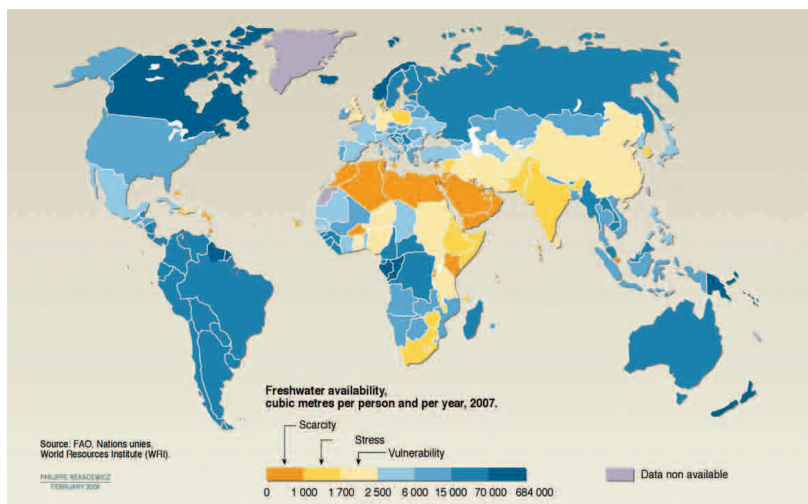 Freshwater availability,
cubic metres per person and per year, 2007.
Scarcity
Stress
Vulnerability
0 1 000 1 700 2 500 6 000 15 000 70 000 684 000
Data non available
Source: FAO, Nations unies,
World Resources Institute (WRI).
PHILIPPE REKACEWICZ
FEBRUARY 2008